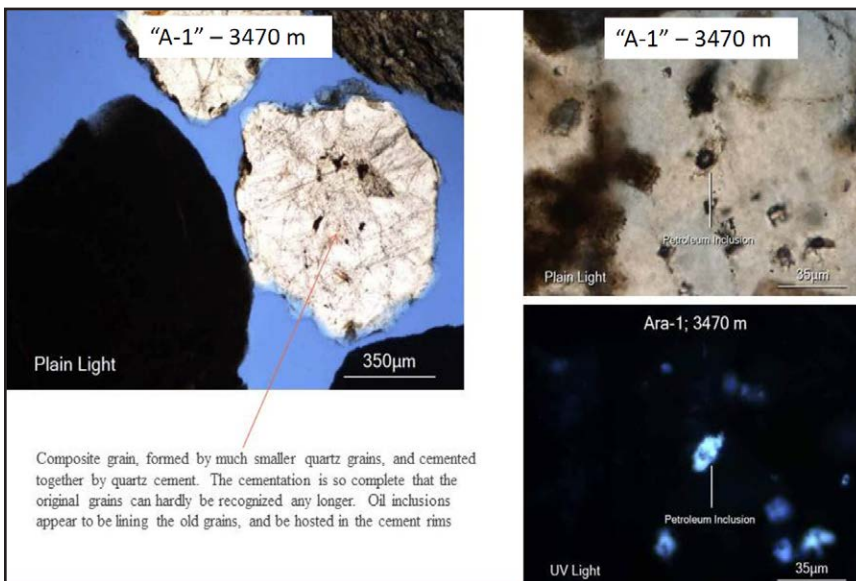 “A-1” – 3470 m
Plain Light
350µm
Composite grain, formed by much smaller quartz grains, and cemented
together by quartz cement. The cementation is so complete that the
original grains can hardly be recognized any longer. Oil inclusions
appear to be lining the old grains, and be hosted in the cement rims
“A-1” – 3470 m
Petroleum Inclusion
Plain Light
35µm
Ara-1; 3470 m
Petroleum Inclusion
UV Light
35µm